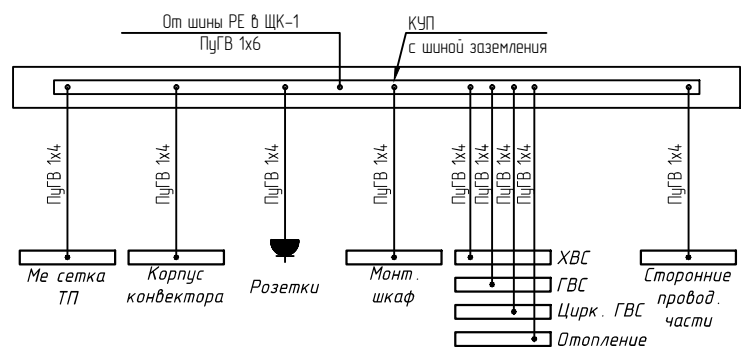 От шины РЕ в ЩК-1
ПуГВ 1х6
КУП
с шиной заземления
ПуГВ 1х4
ПуГВ 1х4
ПуГВ 1х4
ПуГВ 1х4
ПуГВ 1х4
ПуГВ 1х4
ПуГВ 1х4
ПуГВ 1х4
ПуГВ 1х4
Ме сетка
ТП
Корпус
конвектора
Розетки
Монт.
шкаф
ХВС
ГВС
Цирк. ГВС
Отопление
Сторонние
провод.
части